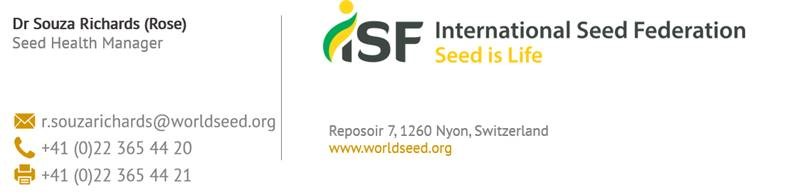 Dr Souza Richards (Rose)
Seed Health Manager
r.souzarichards@worldseed.org
+41 (0)22 365 44 20
+41 (0)22 365 44 21
iSF International Seed Federation
Seed is Life
Reposoir 7, 1260 Nyon, Switzerland
www.worldseed.org